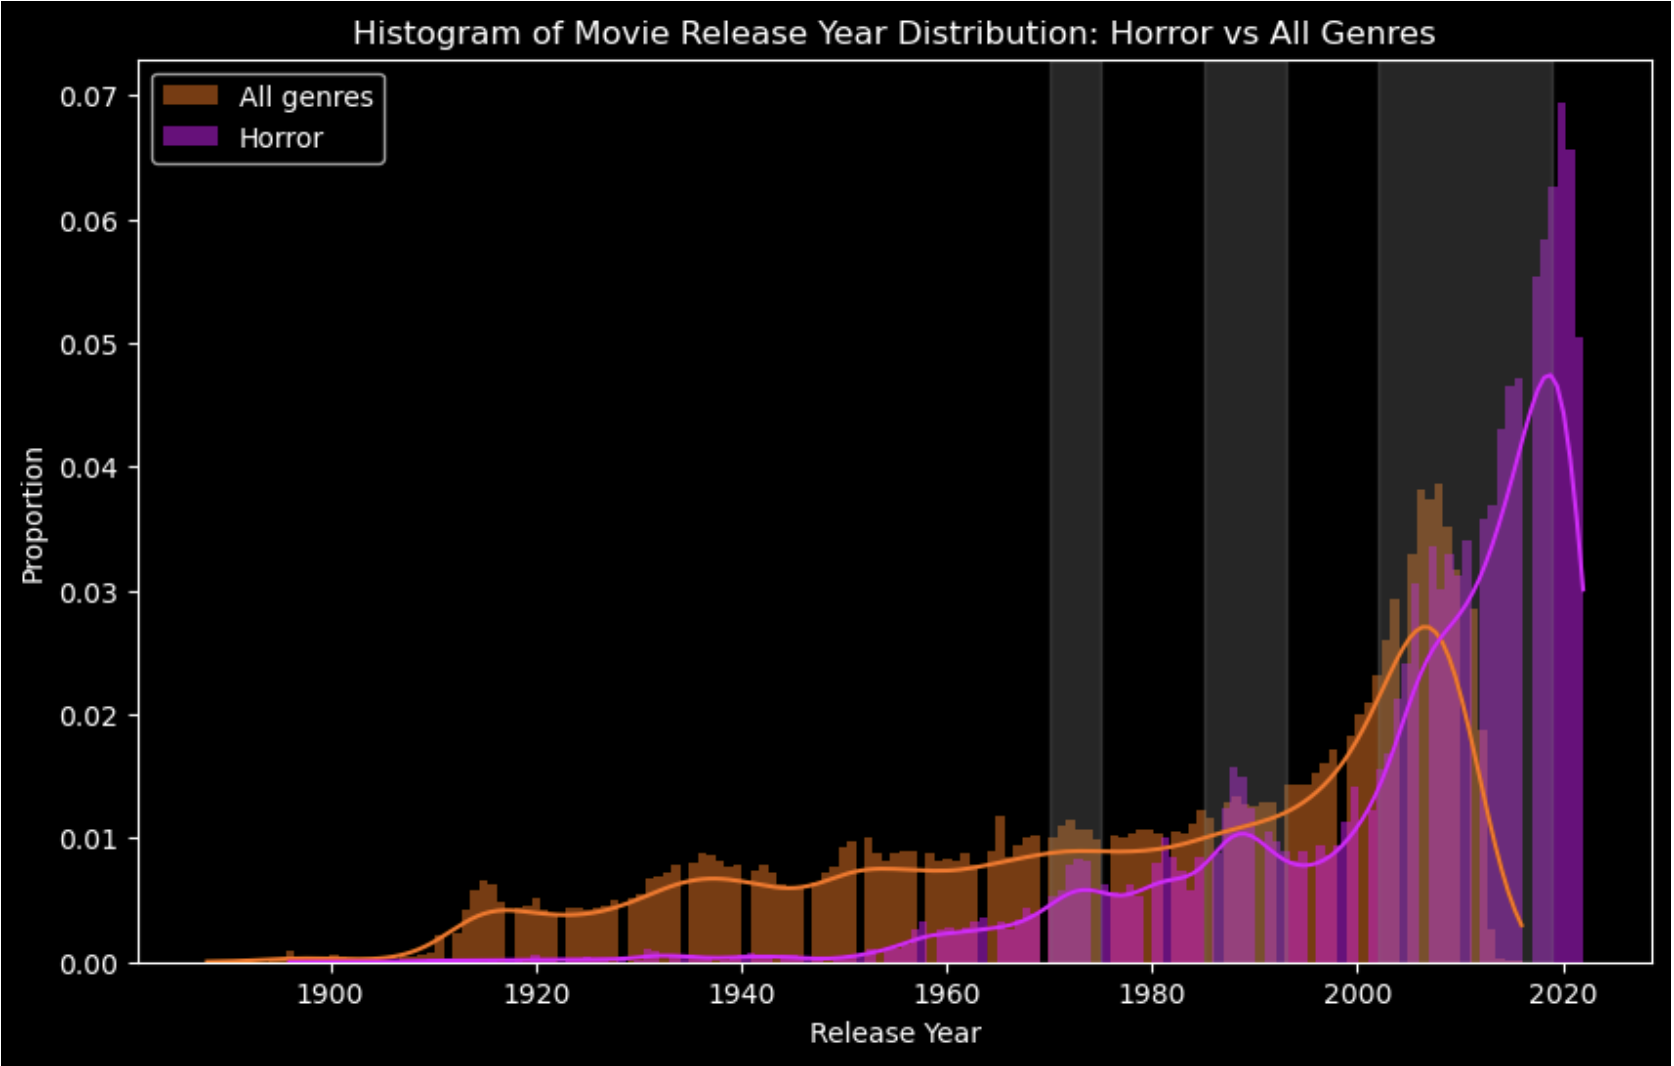 Histogram of Movie Release Year Distribution: Horror vs All Genres
All genres
Horror
0.07
0.06
0.05
0.04
0.03
0.02
0.01
0.00
Proportion
1900 1920 1940 1960 1980 2000 2020
Release Year